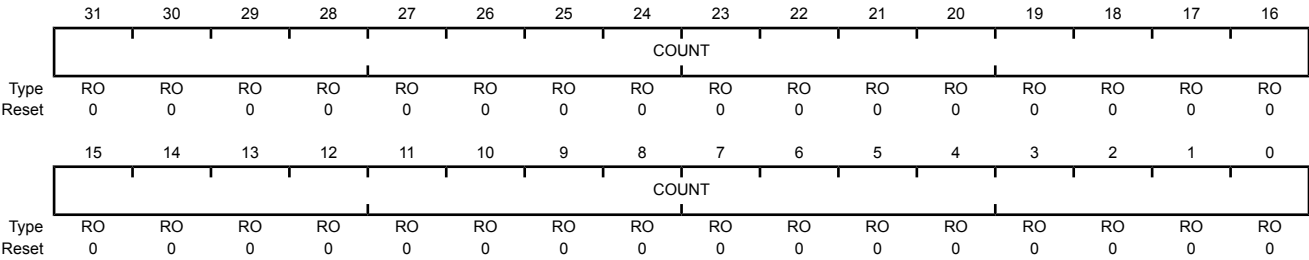 31 30 29 28 27 26 25 24 23 22 21 20 19 18 17 16
COUNT
Type RO RO RO RO RO RO RO RO RO RO RO RO RO RO RO RO
Reset 0 0 0 0 0 0 0 0 0 0 0 0 0 0 0 0
15 14 13 12 11 10 9 8 7 6 5 4 3 2 1 0
COUNT
Type RO RO RO RO RO RO RO RO RO RO RO RO RO RO RO RO
Reset 0 0 0 0 0 0 0 0 0 0 0 0 0 0 0 0